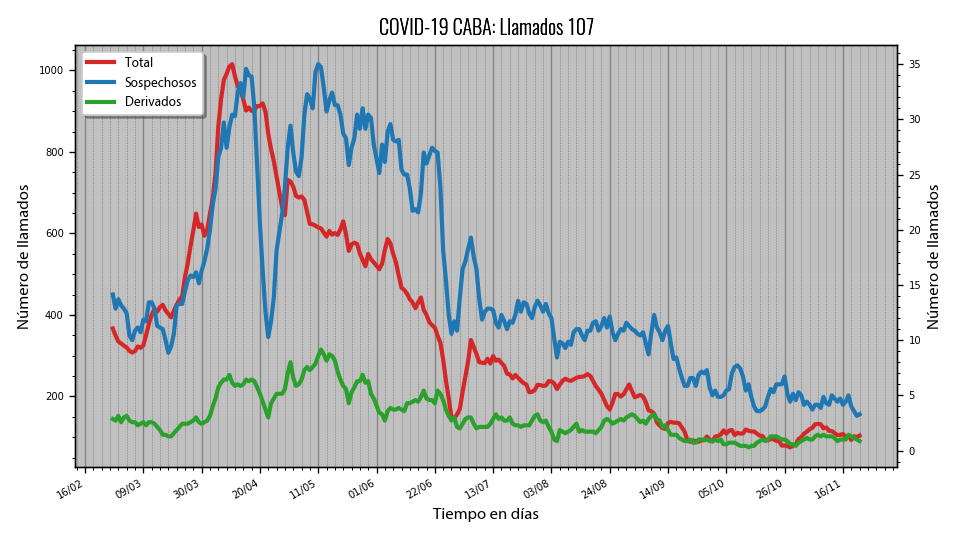 COVID-19 CABA: Llamados 107
Total
Sospechosos
Derivados
Número de llamados
1000
800
600
400
200
35
30
25
20
15
10
5
0
Número de llamados
16/02 09/03 30/03 20/04 11/05 01/06 22/06 13/07 03/08 24/08 14/09 05/10 26/10 16/11
Tiempo en días